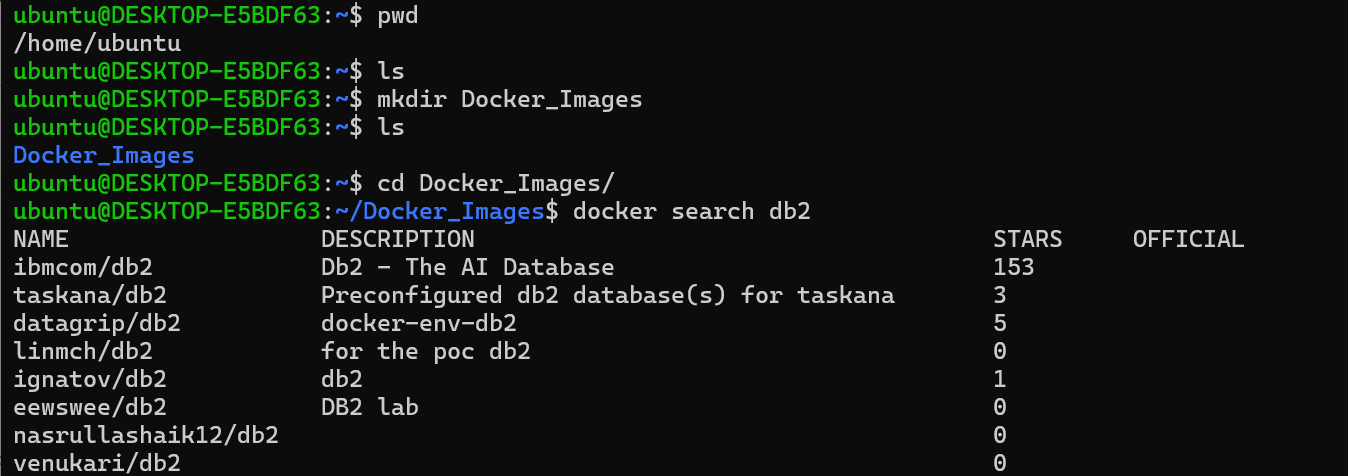 ubuntu@DESKTOP-E5BDF63:~$ pwd
/home/ubuntu
ubuntu@DESKTOP-E5BDF63:~$ ls
ubuntu@DESKTOP-E5BDF63:~$ mkdir Docker_Images
ubuntu@DESKTOP-E5BDF63:~$ ls
Docker_Images
ubuntu@DESKTOP-E5BDF63:~$ cd Docker_Images/
ubuntu@DESKTOP-E5BDF63:~/Docker_Images$ docker search db2
NAME DESCRIPTION STARS OFFICIAL
ibmcom/db2 Db2 - The AI Database 153
taskana/db2 Preconfigured db2 database(s) for taskana 3
datagrip/db2 docker-env-db2 5
linmch/db2 for the poc db2 0
ignatov/db2 db2 1
eewswee/db2 DB2 lab 0
nasrullashaik12/db2 0
venukari/db2 0